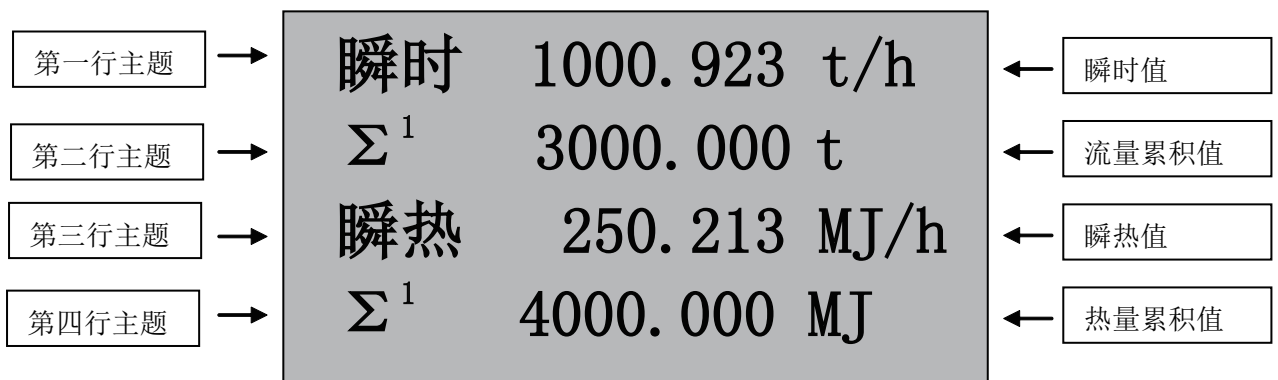 第一行主题 瞬时 1000.923 t/h 瞬时值
第二行主题 Σ¹ 3000.000 t 流量累积值
第三行主题 瞬热 250.213 MJ/h 瞬热值
第四行主题 Σ¹ 4000.000 MJ 热量累积值